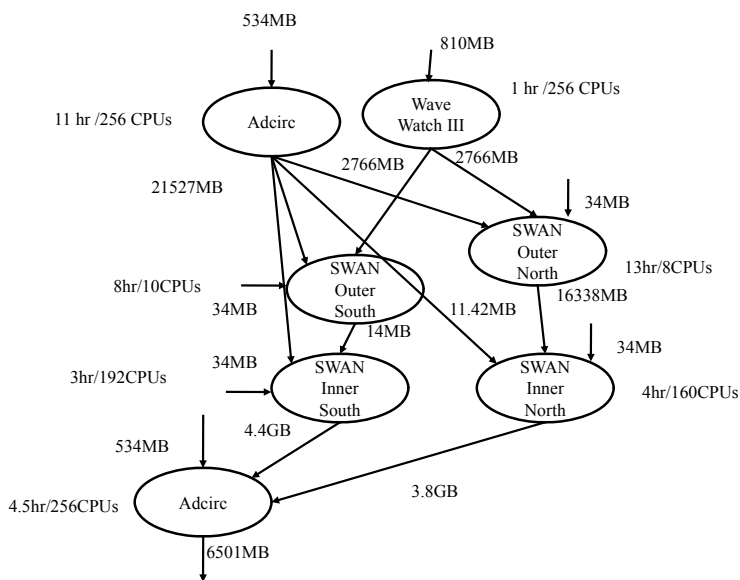 534MB
810MB
11 hr /256 CPUs
Adcirc
Wave
Watch III
1 hr /256 CPUs
21527MB
2766MB
2766MB
34MB
SWAN
Outer
North
13hr/8CPUs
8hr/10CPUs
34MB
SWAN
Outer
South
11.42MB
16338MB
14MB
34MB
34MB
3hr/192CPUs
SWAN
Inner
South
SWAN
Inner
North
4hr/160CPUs
534MB
4.4GB
3.8GB
4.5hr/256CPUs
Adcirc
6501MB